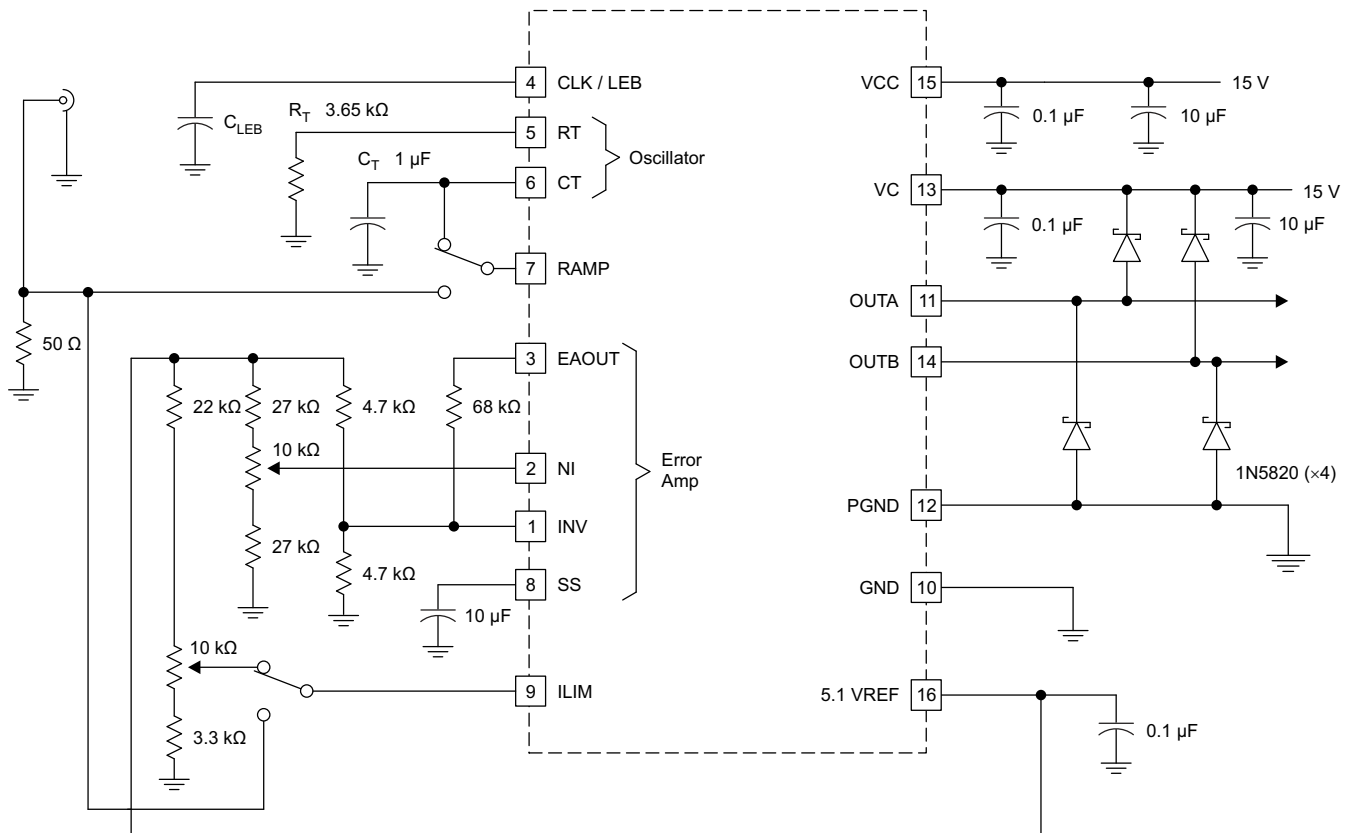 4 CLK / LEB
C_LEB
R_T 3.65 kΩ
5 RT
Oscillator
C_T 1 µF
6 CT
7 RAMP
50 Ω
3 EAOUT
22 kΩ
27 kΩ
4.7 kΩ
68 kΩ
10 kΩ
2 NI
Error
Amp
1 INV
27 kΩ
4.7 kΩ
8 SS
10 µF
10 kΩ
9 ILIM
3.3 kΩ
VCC 15
15 V
0.1 µF
10 µF
VC 13
15 V
0.1 µF
10 µF
OUTA 11
OUTB 14
1N5820 (×4)
PGND 12
GND 10
5.1 VREF 16
0.1 µF